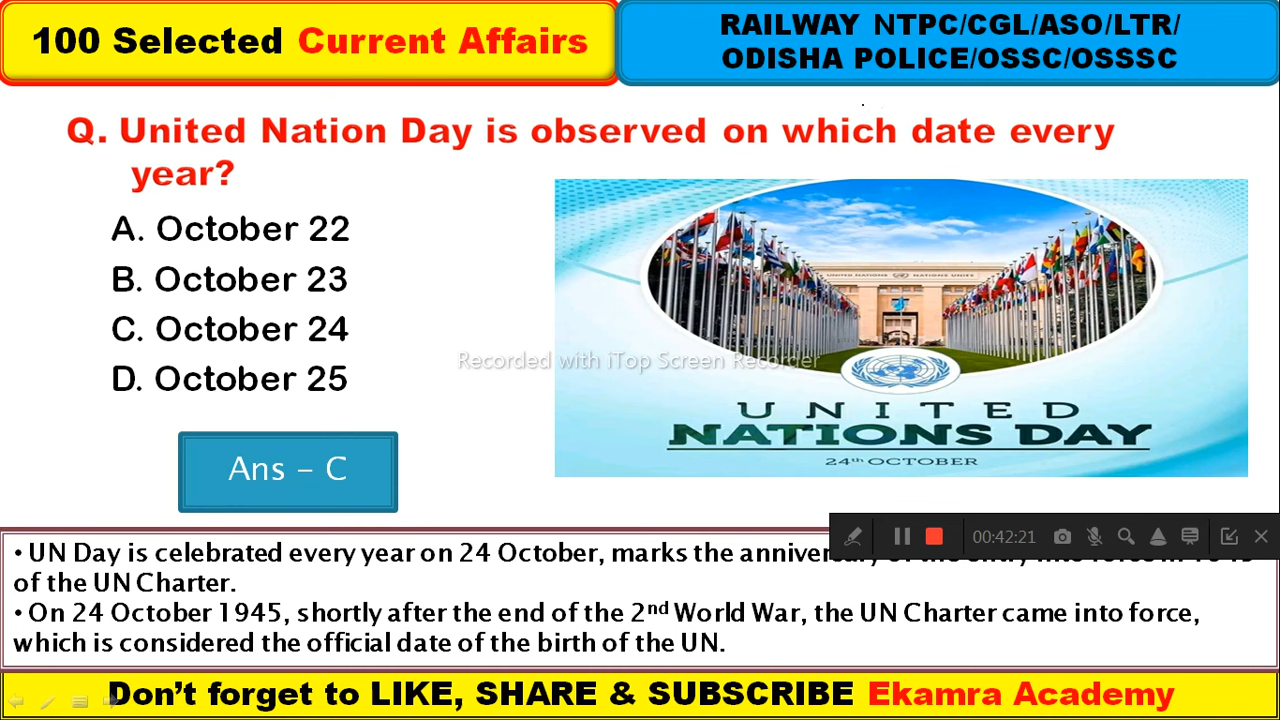 100 Selected Current Affairs
RAILWAY NTPC/CGL/ASO/LTR/
ODISHA POLICE/OSSC/OSSSC
Q. United Nation Day is observed on which date every
year?
A. October 22
B. October 23
C. October 24
D. October 25
Ans – C
UNITED NATIONS NATIONS UNIES
Recorded with iTop Screen Recorder
UNITED
NATIONS DAY
24th OCTOBER
00:42:21
• UN Day is celebrated every year on 24 October, marks the
of the UN Charter.
• On 24 October 1945, shortly after the end of the 2nd World War, the UN Charter came into force,
which is considered the official date of the birth of the UN.
Don't forget to LIKE, SHARE & SUBSCRIBE Ekamra Academy